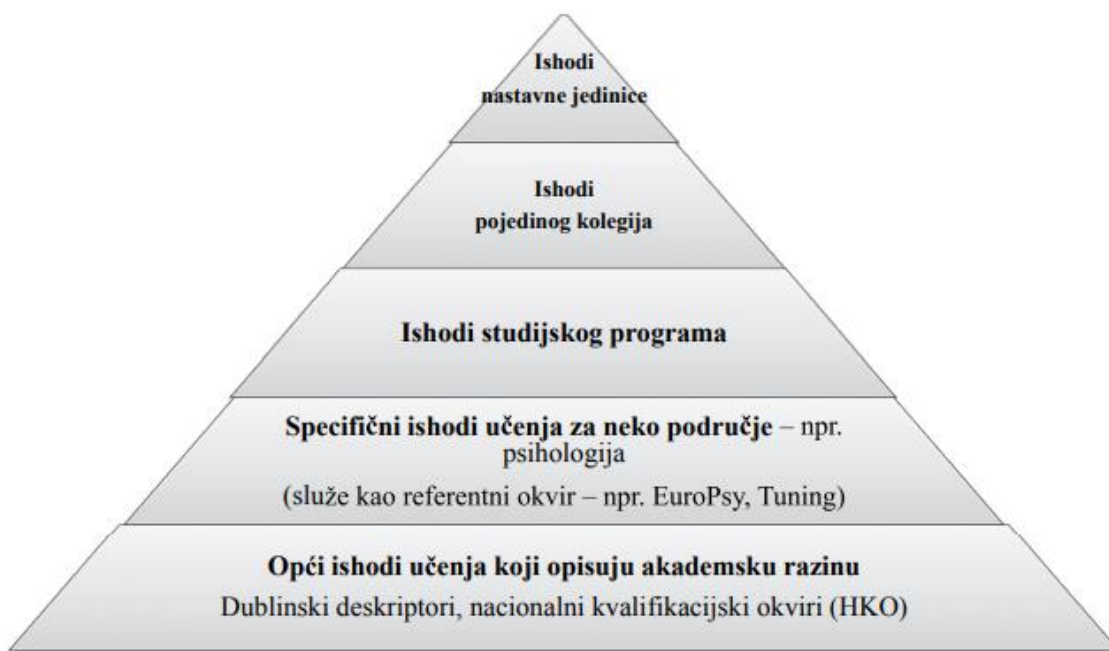 Ishodi
nastavne jedinice
Ishodi
pojedinog kolegija
Ishodi studijskog programa
Specifični ishodi učenja za neko područje – npr.
psihologija
(služe kao referentni okvir – npr. EuroPsy, Tuning)
Opći ishodi učenja koji opisuju akademsku razinu
Dublinski deskriptori, nacionalni kvalifikacijski okviri (HKO)